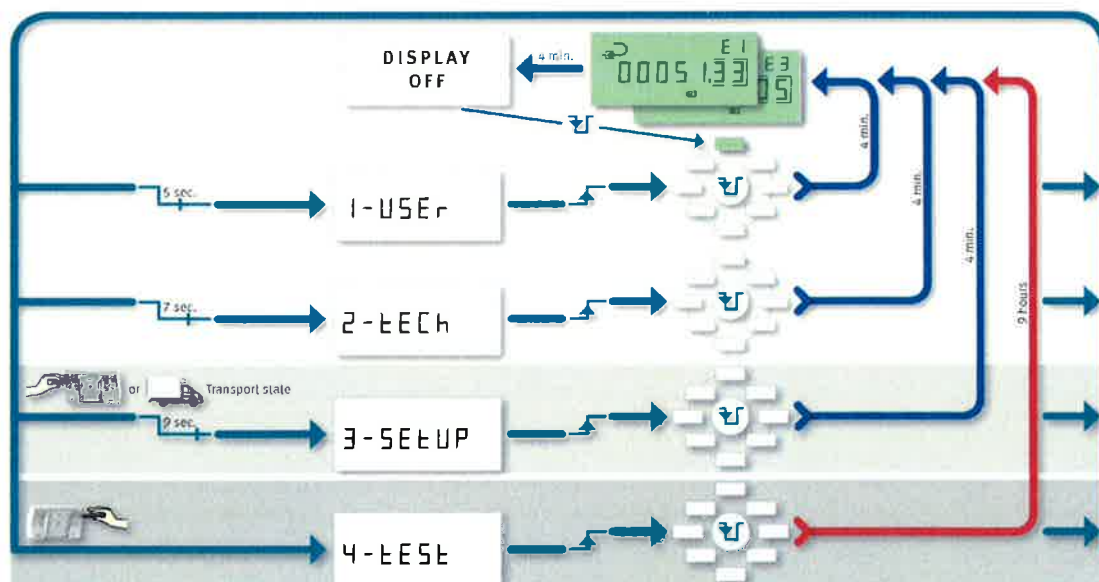 DISPLAY
OFF
4 min.
E1
00051.33
E3
05
4 min.
5 sec.
1-USEr
4 min.
7 sec.
2-tECh
4 min.
or
Transport state
9 sec.
3-SEtUP
9 hours
4-tESt